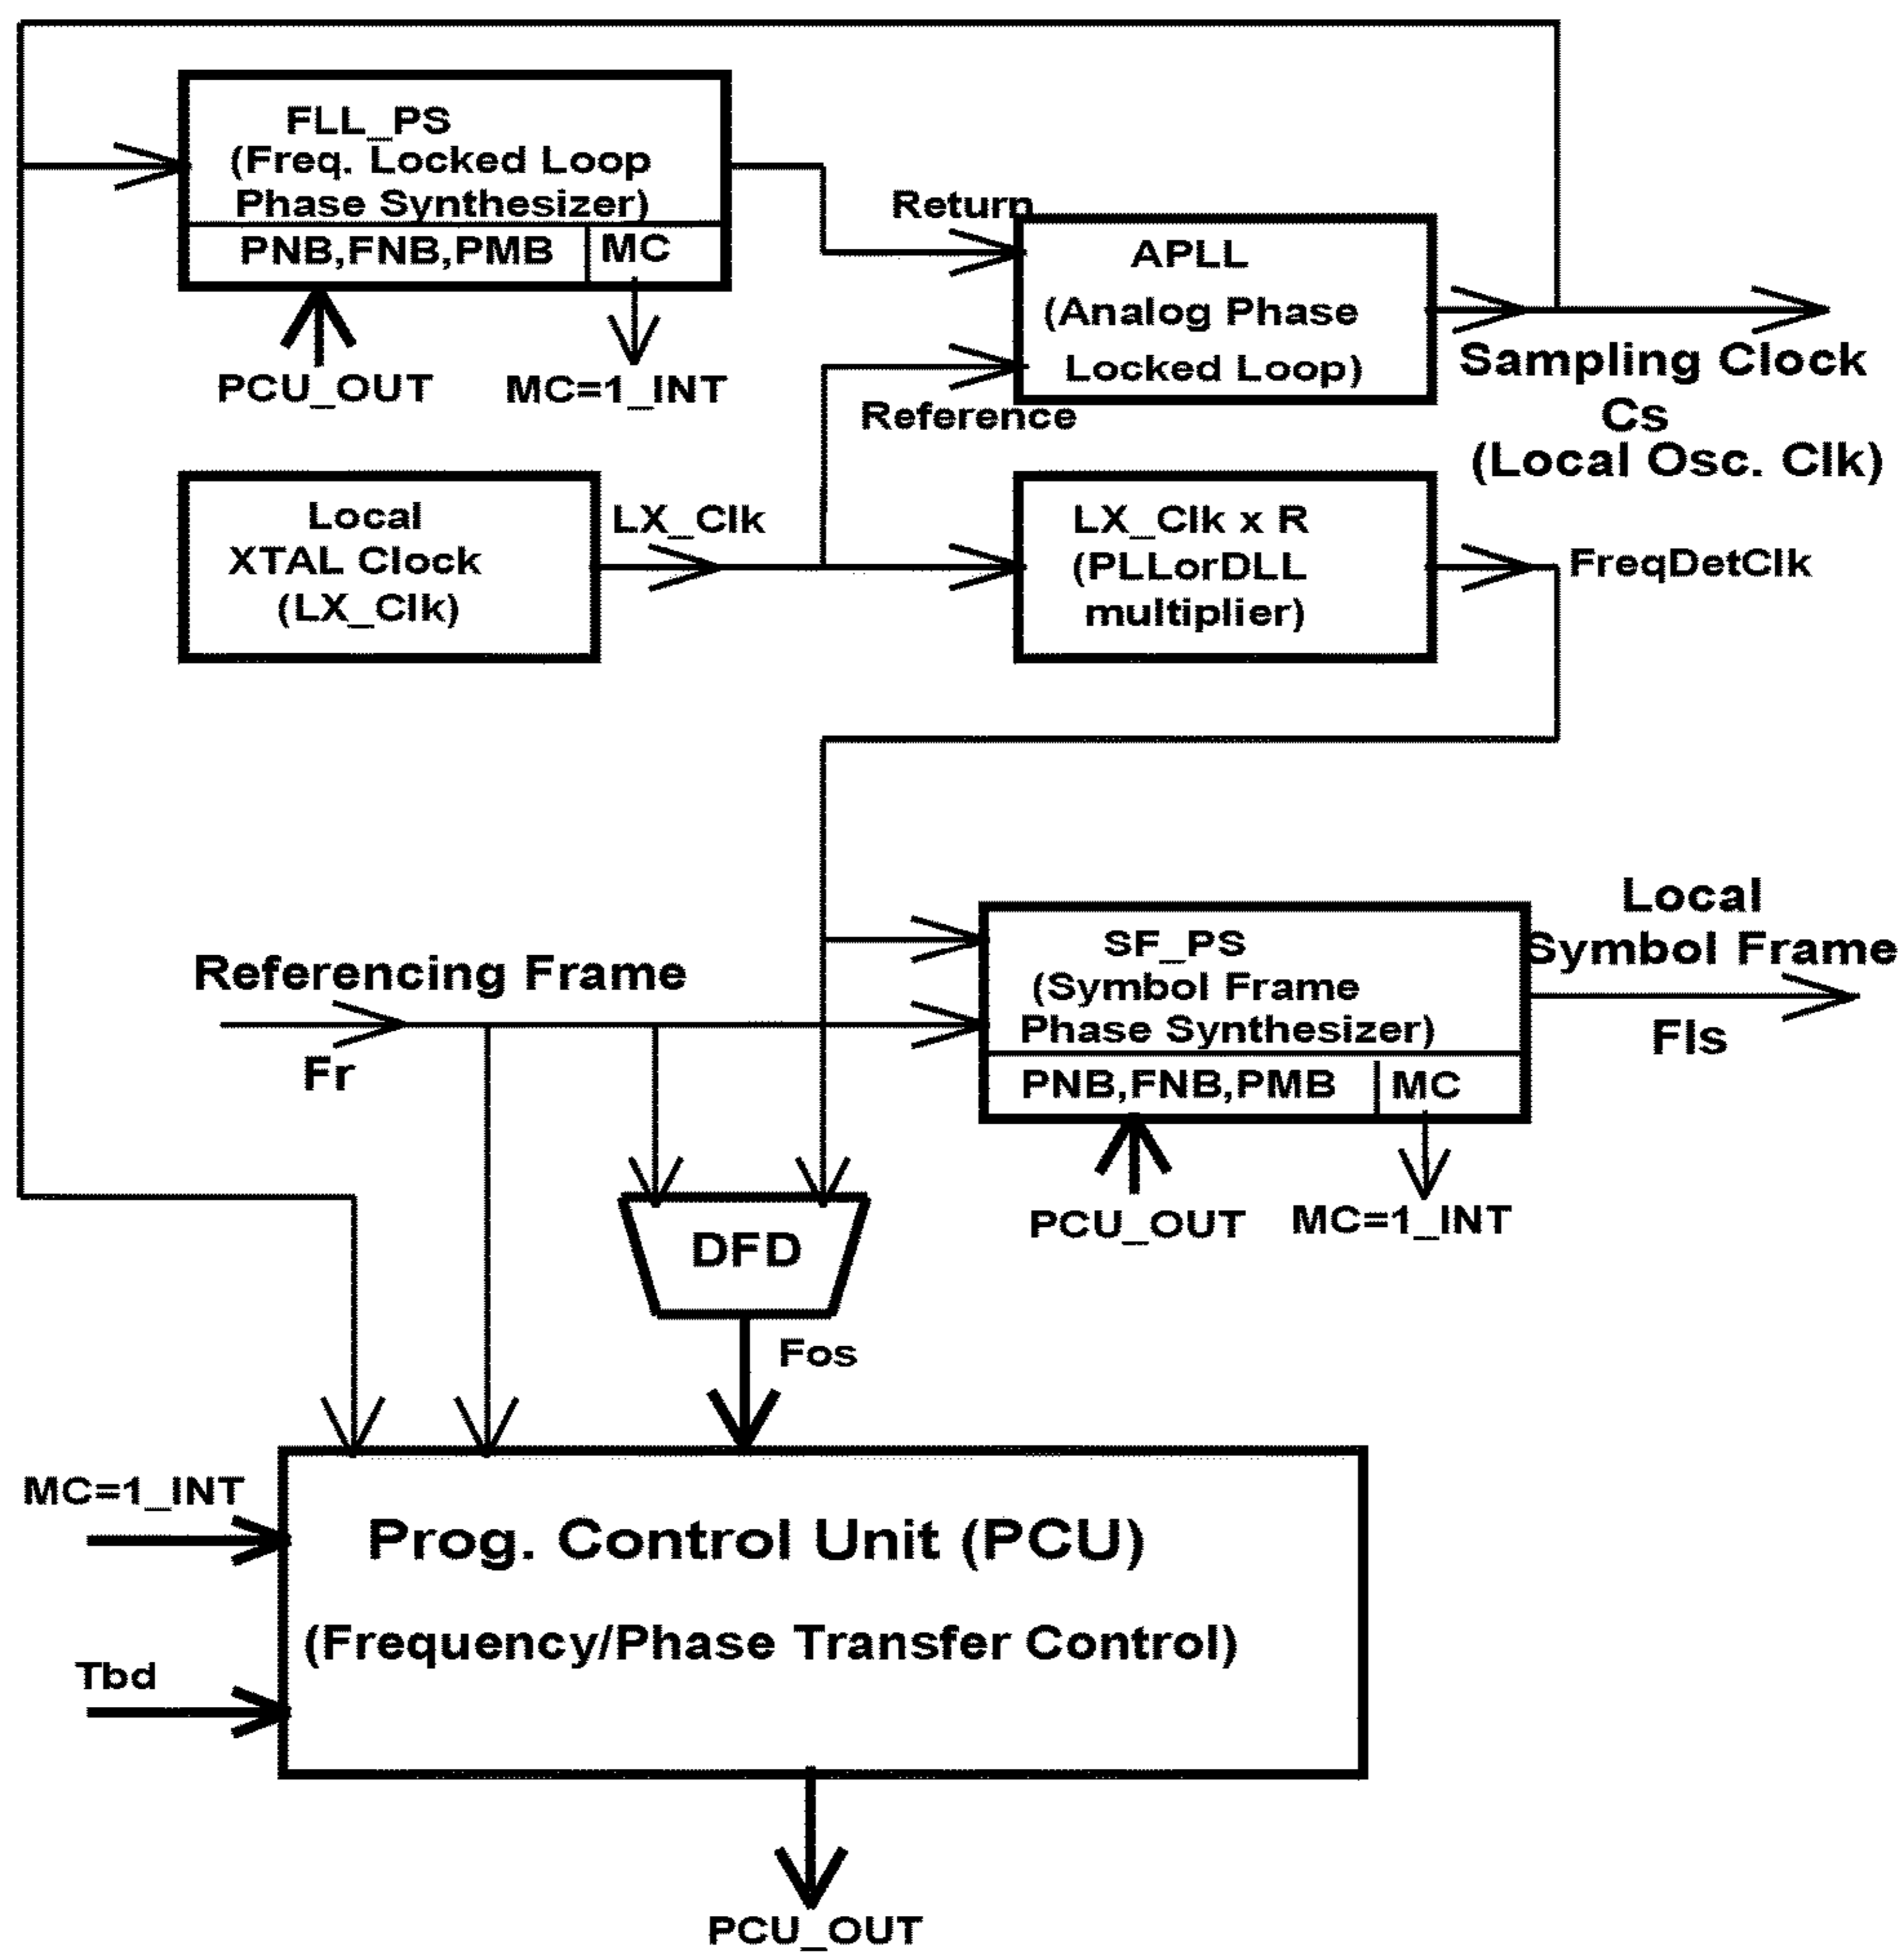 FLL_PS
(Freq. Locked Loop
Phase Synthesizer)
PNB,FNB,PMB
MC
PCU_OUT
MC=1_INT
Return
APLL
(Analog Phase
Locked Loop)
Reference
Sampling Clock
Cs
(Local Osc. Clk)
Local
XTAL Clock
(LX_Clk)
LX_Clk
LX_Clk x R
(PLLorDLL
multiplier)
FreqDetClk
Referencing Frame
Fr
SF_PS
(Symbol Frame
Phase Synthesizer)
PNB,FNB,PMB
MC
PCU_OUT
MC=1_INT
Local
Symbol Frame
Fls
DFD
Fos
MC=1_INT
Tbd
Prog. Control Unit (PCU)
(Frequency/Phase Transfer Control)
PCU_OUT